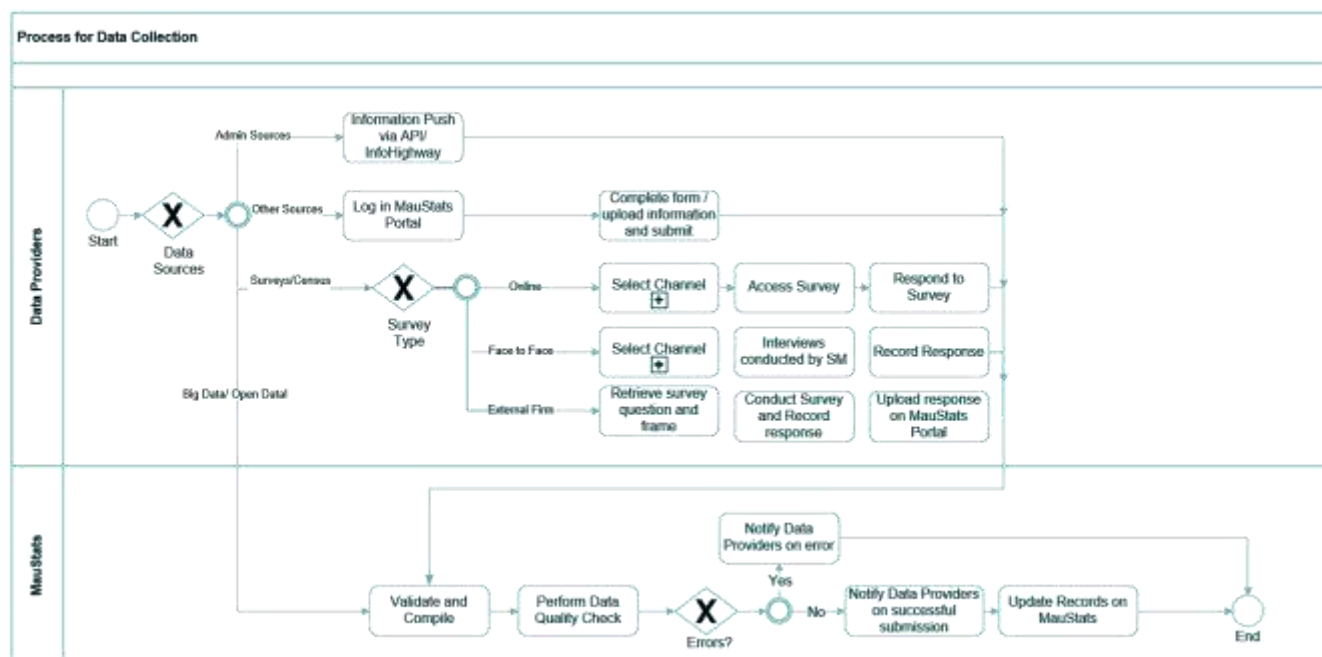 Process for Data Collection
Data Providers
Admin Sources
Information Push
via API/
InfoHighway
Start
Data
Sources
Other Sources
Log in MauStats
Portal
Complete form /
upload information
and submit
Surveys/Census
Survey
Type
Online
Select Channel
Access Survey
Respond to
Survey
Face to Face
Select Channel
Interviews
conducted by SM
Record Response
External Firm
Retrieve survey
question and
frame
Conduct Survey
and Record
response
Upload response
on MauStats
Portal
Big Data/ Open Data!
MauStats
Validate and
Compile
Perform Data
Quality Check
Errors?
Yes
Notify Data
Providers on error
No
Notify Data Providers
on successful
submission
Update Records on
MauStats
End